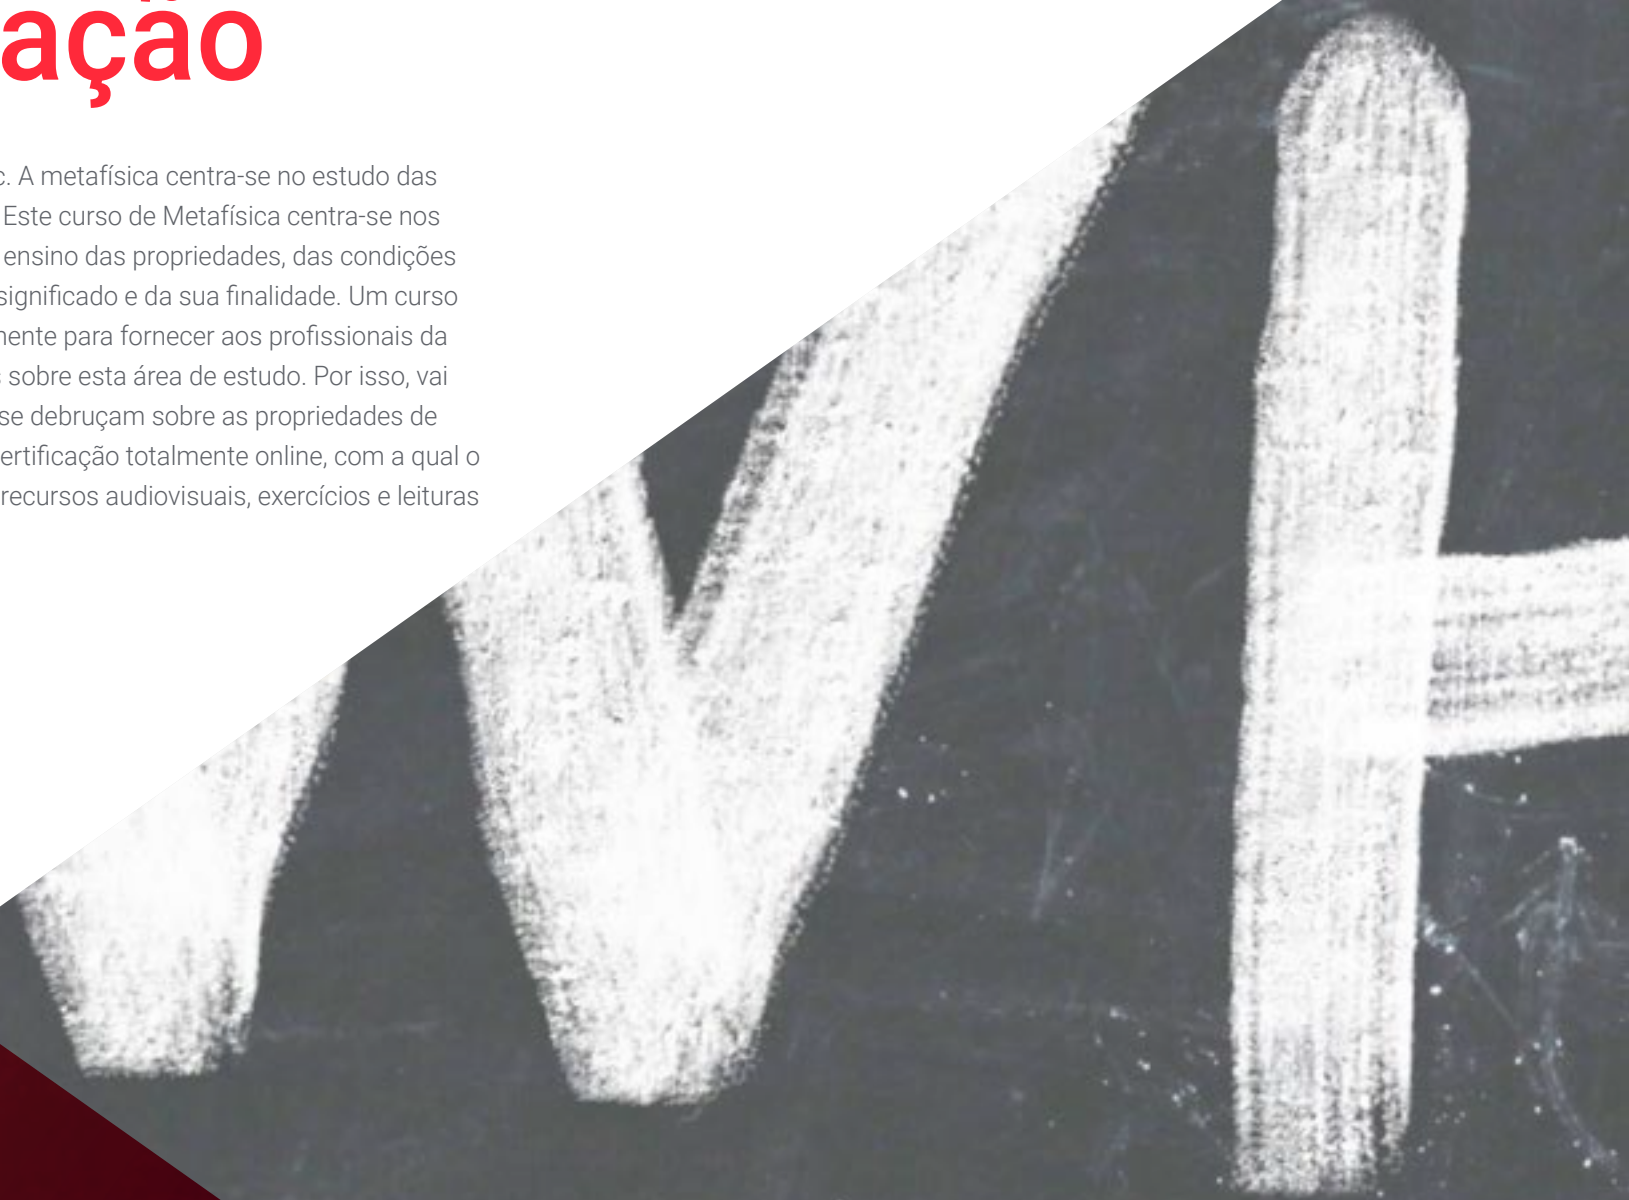 ação
c. A metafísica centra-se no estudo das
Este curso de Metafísica centra-se nos
ensino das propriedades, das condições
significado e da sua finalidade. Um curso
mente para fornecer aos profissionais da
s sobre esta área de estudo. Por isso, vai
se debruçam sobre as propriedades de
ertificação totalmente online, com a qual o
recursos audiovisuais, exercícios e leituras
WH